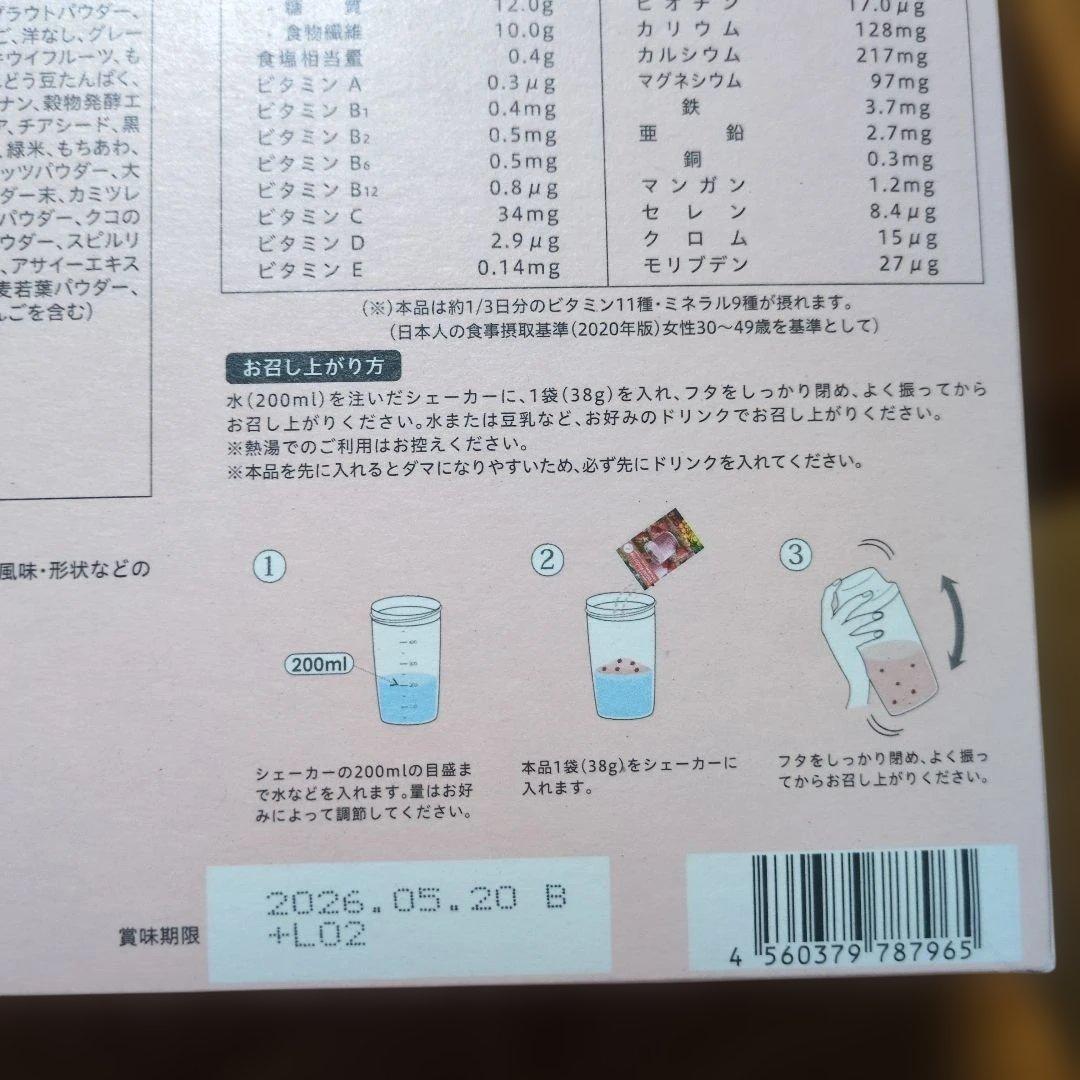 ラウトパウダー、
ご、洋なし、グレー
キウイフルーツ、も
どう豆たんぱく、
ナン、穀物発酵エ
ア、チアシード、黒
、緑米、もちあわ、
ッツパウダー、大
ダー末、カミツレ
パウダー、クコの
ウダー、スピルリ
、アサイーエキス
麦若葉パウダー、
んごを含む)
風味・形状などの
糖質 12.0g
食物繊維 10.0g
食塩相当量 0.4g
ビタミン A 0.3μg
ビタミン B1 0.4mg
ビタミン B2 0.5mg
ビタミン B6 0.5mg
ビタミン B12 0.8μg
ビタミン C 34mg
ビタミン D 2.9μg
ビタミン E 0.14mg
ビオチン 17.0μg
カリウム 128mg
カルシウム 217mg
マグネシウム 97mg
鉄 3.7mg
亜鉛 2.7mg
銅 0.3mg
マンガン 1.2mg
セレン 8.4μg
クロム 15μg
モリブデン 27μg
(※)本品は約1/3日分のビタミン11種・ミネラル9種が摂れます。
(日本人の食事摂取基準(2020年版)女性30〜49歳を基準として)
お召し上がり方
水(200ml)を注いだシェーカーに、1袋(38g)を入れ、フタをしっかり閉め、よく振ってから
お召し上がりください。水または豆乳など、お好みのドリンクでお召し上がりください。
※熱湯でのご利用はお控えください。
※本品を先に入れるとダマになりやすいため、必ず先にドリンクを入れてください。
1
200ml
シェーカーの200mlの目盛ま
で水などを入れます。量はお好
みによって調節してください。
2
本品1袋(38g)をシェーカーに
入れます。
3
フタをしっかり閉め、よく振っ
てからお召し上がりください。
賞味期限
2026.05.20 B
+L02
4 560379 787965